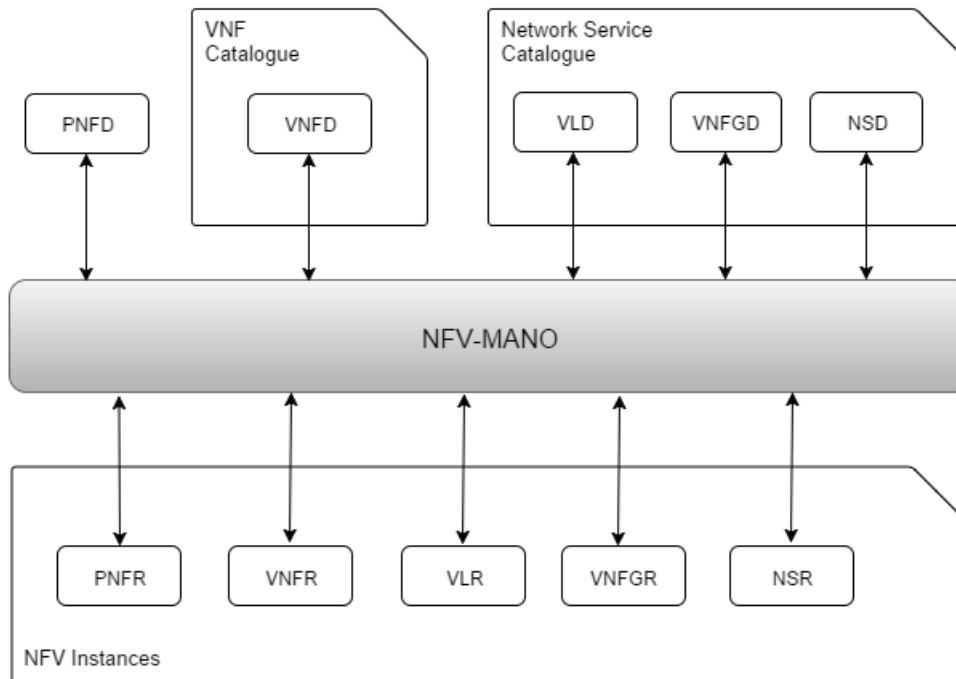 VNF
Catalogue
Network Service
Catalogue
PNFD
VNFD
VLD
VNFGD
NSD
NFV-MANO
PNFR
VNFR
VLR
VNFGR
NSR
NFV Instances